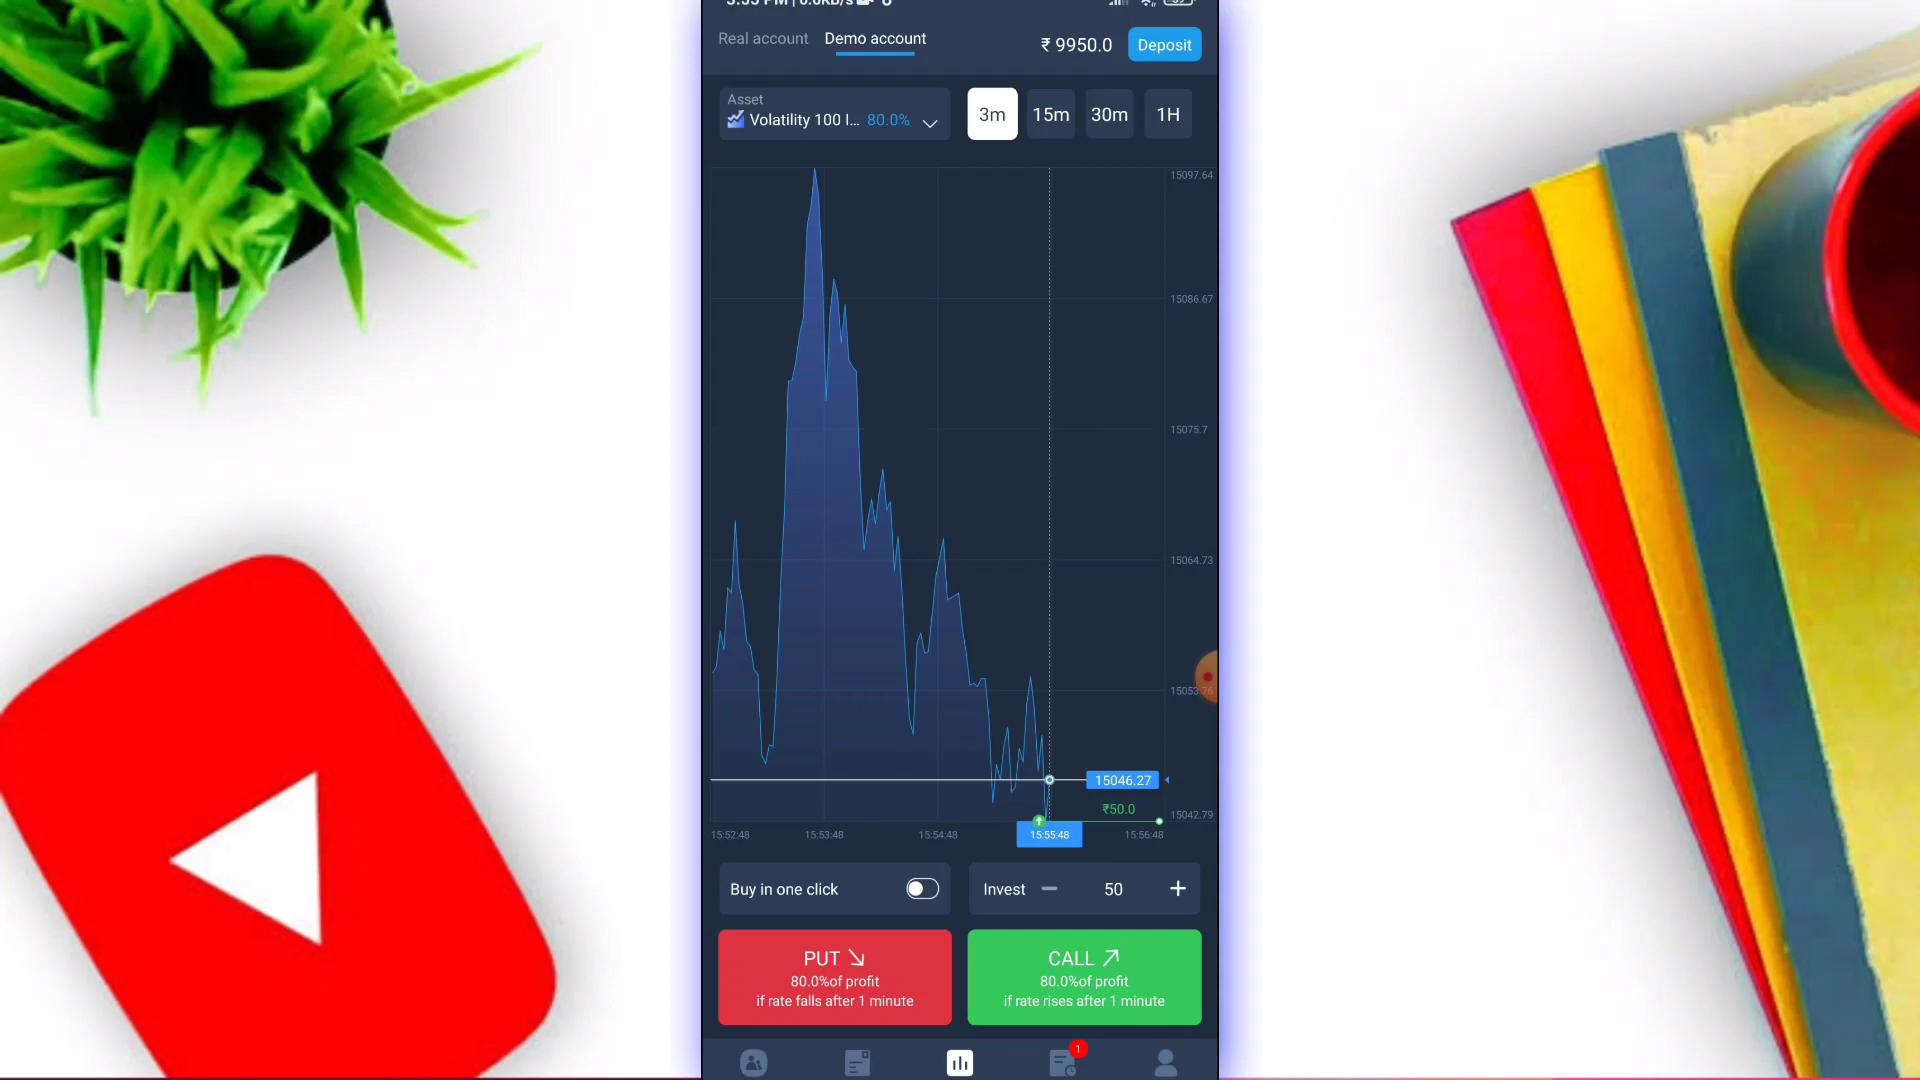 Real account Demo account ₹ 9950.0 Deposit
Asset
Volatility 100 I... 80.0% 3m 15m 30m 1H
15097.64
15086.67
15075.7
15064.73
15053.76
15046.27
₹50.0
15042.79
15:52:48 15:53:48 15:54:48 15:55:48 15:56:48
Buy in one click Invest 50
PUT CALL
80.0%of profit 80.0%of profit
if rate falls after 1 minute if rate rises after 1 minute
1